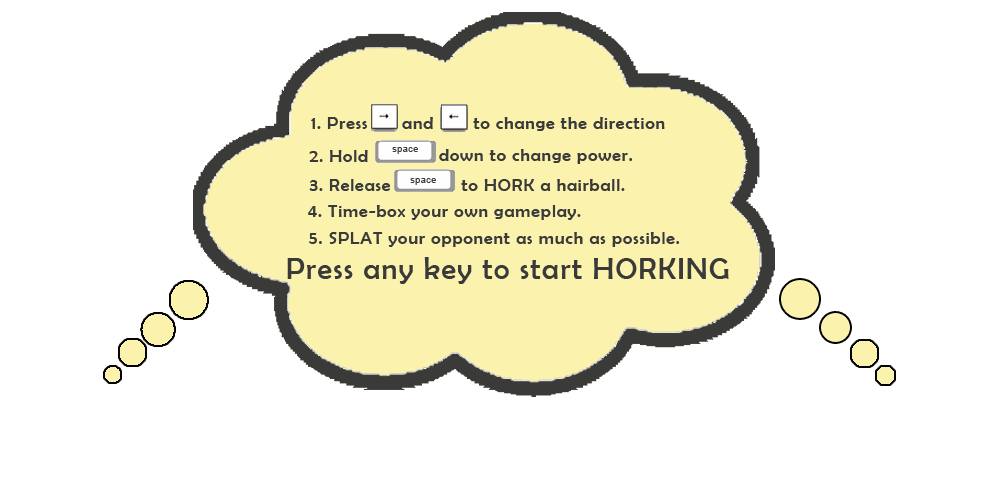 1. Press → and ← to change the direction
2. Hold space down to change power.
3. Release space to HORK a hairball.
4. Time-box your own gameplay.
5. SPLAT your opponent as much as possible.
Press any key to start HORKING